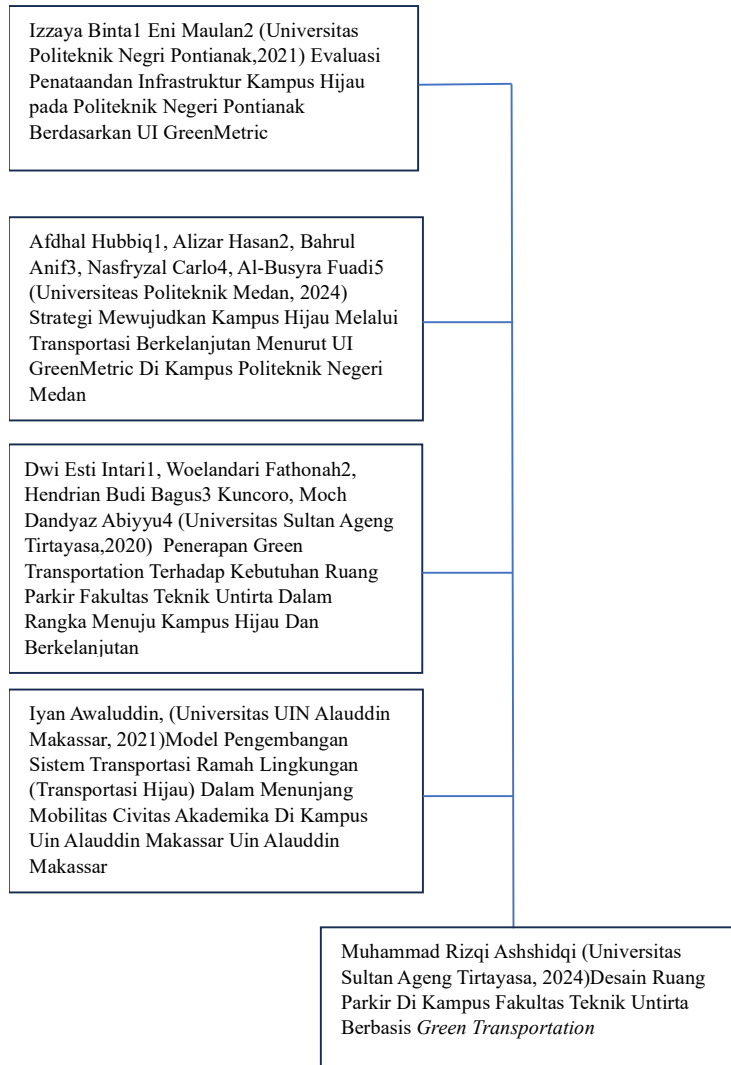 Izzaya Binta1 Eni Maulan2 (Universitas
Politeknik Negri Pontianak,2021) Evaluasi
Penataandan Infrastruktur Kampus Hijau
pada Politeknik Negeri Pontianak
Berdasarkan UI GreenMetric
Afdhal Hubbiq1, Alizar Hasan2, Bahrul
Anif3, Nasfryzal Carlo4, Al-Busyra Fuadi5
(Universiteas Politeknik Medan, 2024)
Strategi Mewujudkan Kampus Hijau Melalui
Transportasi Berkelanjutan Menurut UI
GreenMetric Di Kampus Politeknik Negeri
Medan
Dwi Esti Intari1, Woelandari Fathonah2,
Hendrian Budi Bagus3 Kuncoro, Moch
Dandyaz Abiyyu4 (Universitas Sultan Ageng
Tirtayasa,2020) Penerapan Green
Transportation Terhadap Kebutuhan Ruang
Parkir Fakultas Teknik Untirta Dalam
Rangka Menuju Kampus Hijau Dan
Berkelanjutan
Iyan Awaluddin, (Universitas UIN Alauddin
Makassar, 2021)Model Pengembangan
Sistem Transportasi Ramah Lingkungan
(Transportasi Hijau) Dalam Menunjang
Mobilitas Civitas Akademika Di Kampus
Uin Alauddin Makassar Uin Alauddin
Makassar
Muhammad Rizqi Ashshidqi (Universitas
Sultan Ageng Tirtayasa, 2024)Desain Ruang
Parkir Di Kampus Fakultas Teknik Untirta
Berbasis Green Transportation